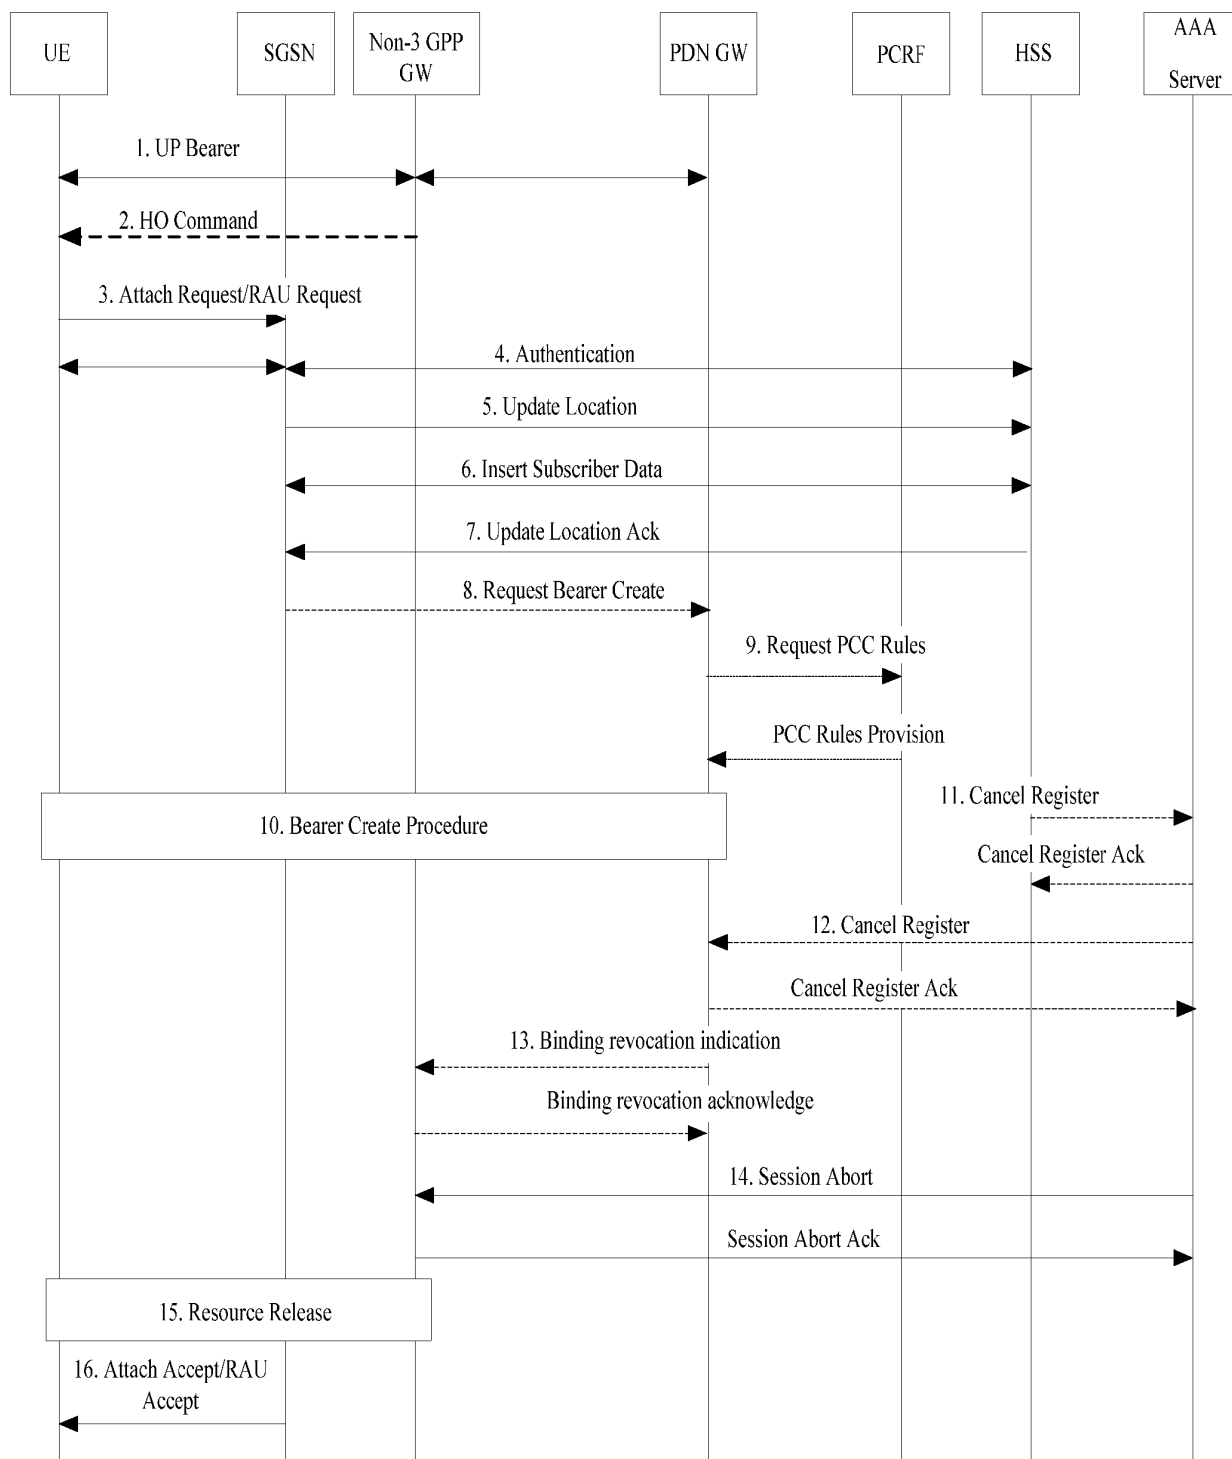 UE
SGSN
Non-3 GPP
GW
PDN GW
PCRF
HSS
AAA
Server
1. UP Bearer
2. HO Command
3. Attach Request/RAU Request
4. Authentication
5. Update Location
6. Insert Subscriber Data
7. Update Location Ack
8. Request Bearer Create
9. Request PCC Rules
PCC Rules Provision
11. Cancel Register
10. Bearer Create Procedure
Cancel Register Ack
12. Cancel Register
Cancel Register Ack
13. Binding revocation indication
Binding revocation acknowledge
14. Session Abort
Session Abort Ack
15. Resource Release
16. Attach Accept/RAU
Accept